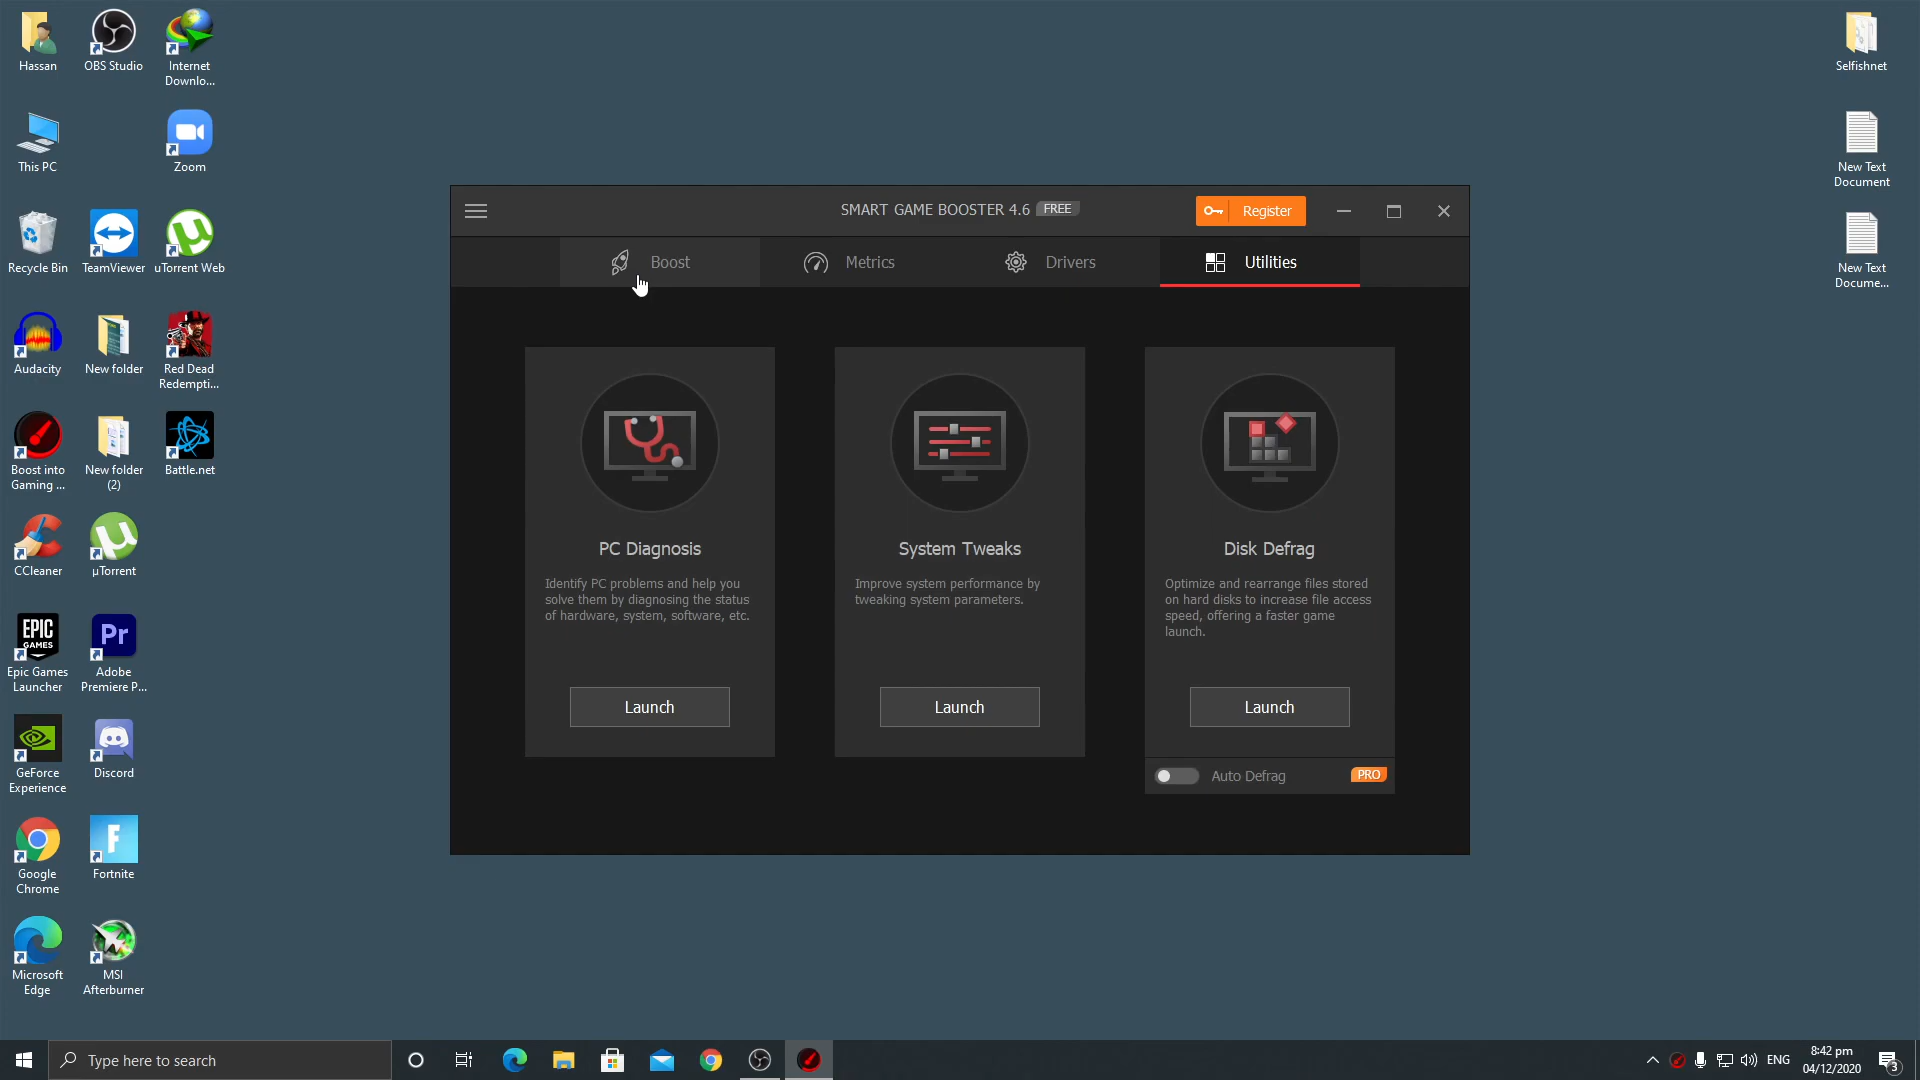 Hassan
OBS Studio
Internet
Downlo...
This PC
Zoom
Recycle Bin
TeamViewer
uTorrent Web
Audacity
New folder
Red Dead
Redempti...
Boost into
Gaming ...
New folder
(2)
Battle.net
CCleaner
µTorrent
EPIC
GAMES
Epic Games
Launcher
Pr
Adobe
Premiere P...
GeForce
Experience
Discord
Google
Chrome
F
Fortnite
Microsoft
Edge
MSI
Afterburner
Selfishnet
New Text
Document
New Text
Docume...
SMART GAME BOOSTER 4.6 FREE
Register
Boost
Metrics
Drivers
Utilities
PC Diagnosis
Identify PC problems and help you
solve them by diagnosing the status
of hardware, system, software, etc.
Launch
System Tweaks
Improve system performance by
tweaking system parameters.
Launch
Disk Defrag
Optimize and rearrange files stored
on hard disks to increase file access
speed, offering a faster game
launch.
Launch
Auto Defrag
PRO
Type here to search
ENG
8:42 pm
04/12/2020
3